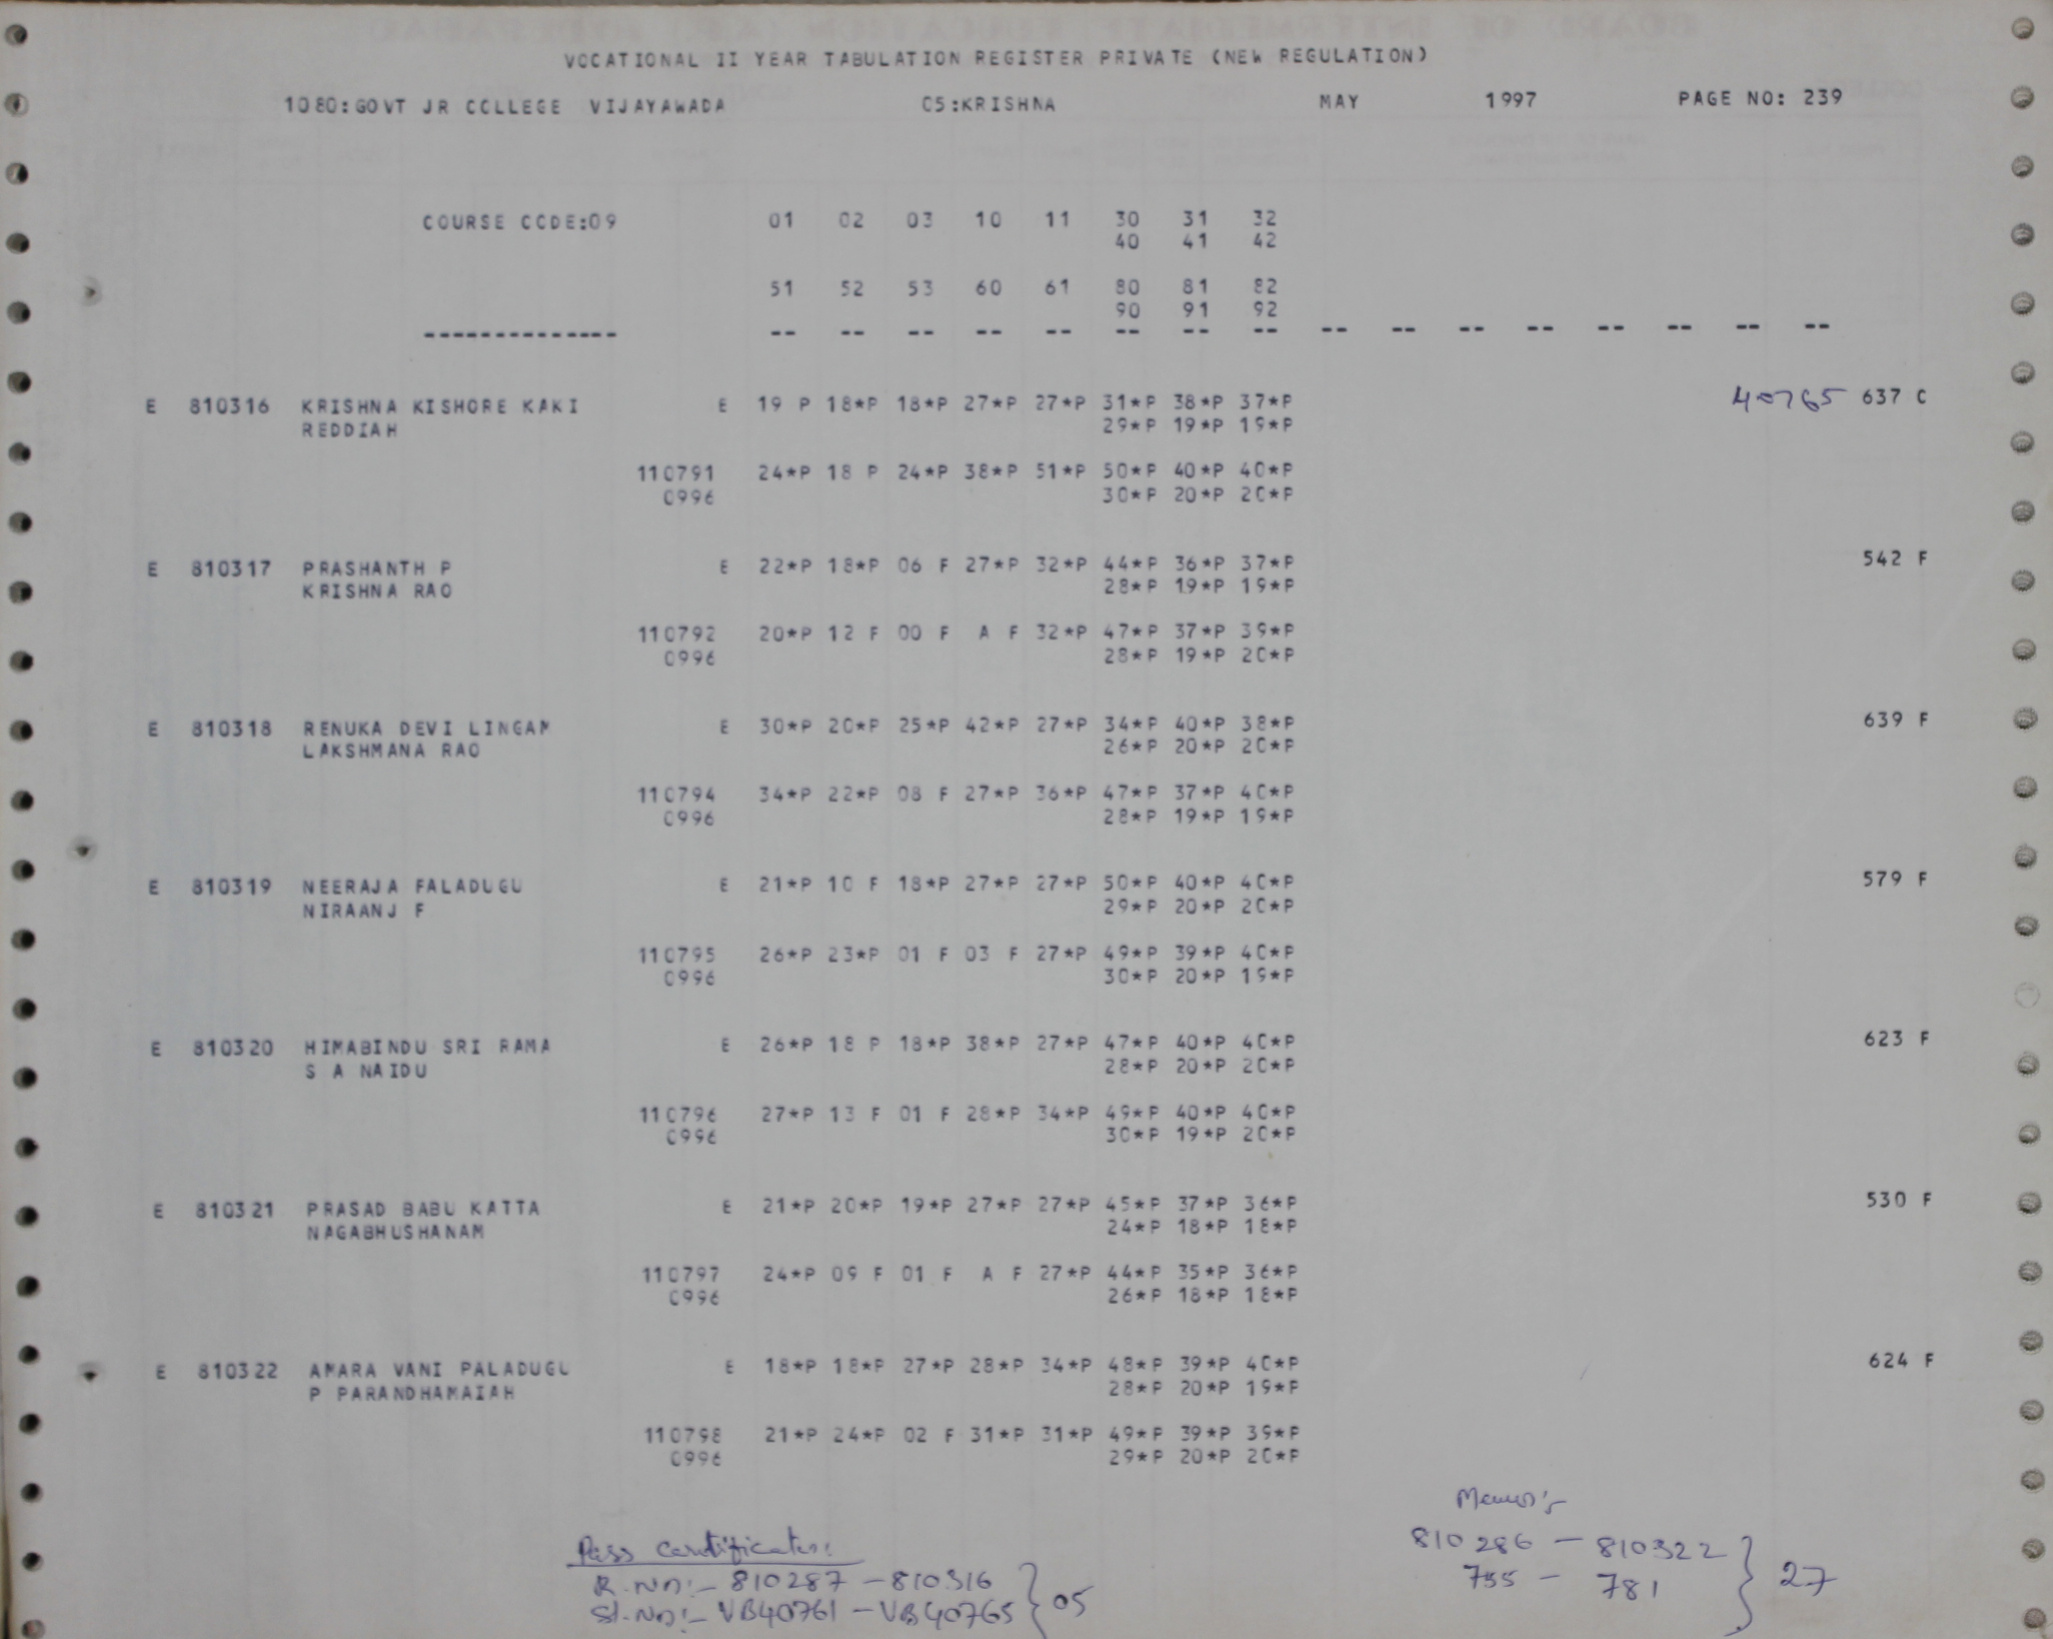 VOCATIONAL II YEAR TABULATION REGISTER PRIVATE (NEW REGULATION)
1080:GOVT JR COLLEGE VIJAYAWADA C5:KRISHNA MAY 1997 PAGE NO: 239
COURSE CODE:09 01 02 03 10 11 30 31 32
40 41 42
51 52 53 60 61 80 81 82
90 91 92
-------------- -- -- -- -- -- -- -- -- -- -- -- -- -- -- -- --
E 810316 KRISHNA KISHORE KAKI E 19 P 18*P 18*P 27*P 27*P 31*P 38*P 37*P 40765 637 C
REDDIAH 29*P 19*P 19*P
110791 24*P 18 P 24*P 38*P 51*P 50*P 40*P 40*P
0996 30*P 20*P 20*P
E 810317 PRASHANTH P E 22*P 18*P 06 F 27*P 32*P 44*P 36*P 37*P 542 F
KRISHNA RAO 28*P 19*P 19*P
110792 20*P 12 F 00 F A F 32*P 47*P 37*P 39*P
0996 28*P 19*P 20*P
E 810318 RENUKA DEVI LINGAM E 30*P 20*P 25*P 42*P 27*P 34*P 40*P 38*P 639 F
LAKSHMANA RAO 26*P 20*P 20*P
110794 34*P 22*P 08 F 27*P 36*P 47*P 37*P 40*P
0996 28*P 19*P 19*P
E 810319 NEERAJA PALADUGU E 21*P 10 F 18*P 27*P 27*P 50*P 40*P 40*P 579 F
NIRAANJ P 29*P 20*P 20*P
110795 26*P 23*P 01 F 03 F 27*P 49*P 39*P 40*P
0996 30*P 20*P 19*P
E 810320 HIMABINDU SRI RAMA E 26*P 18 P 18*P 38*P 27*P 47*P 40*P 40*P 623 F
S A NAIDU 28*P 20*P 20*P
110796 27*P 13 F 01 F 28*P 34*P 49*P 40*P 40*P
0996 30*P 19*P 20*P
E 810321 PRASAD BABU KATTA E 21*P 20*P 19*P 27*P 27*P 45*P 37*P 36*P 530 F
NAGABHUSHANAM 24*P 18*P 18*P
110797 24*P 09 F 01 F A F 27*P 44*P 35*P 36*P
0996 26*P 18*P 18*P
E 810322 AMARA VANI PALADUGU E 18*P 18*P 27*P 28*P 34*P 48*P 39*P 40*P 624 F
P PARANDHAMAIAH 28*P 20*P 19*P
110798 21*P 24*P 02 F 31*P 31*P 49*P 39*P 39*P
0996 29*P 20*P 20*P
Pass Certificates:
R.No:- 810287 - 810316
Sl.No:- VB40761 - VB40765 } 05
Memo's
810286 - 810322
755 - 781 } 27